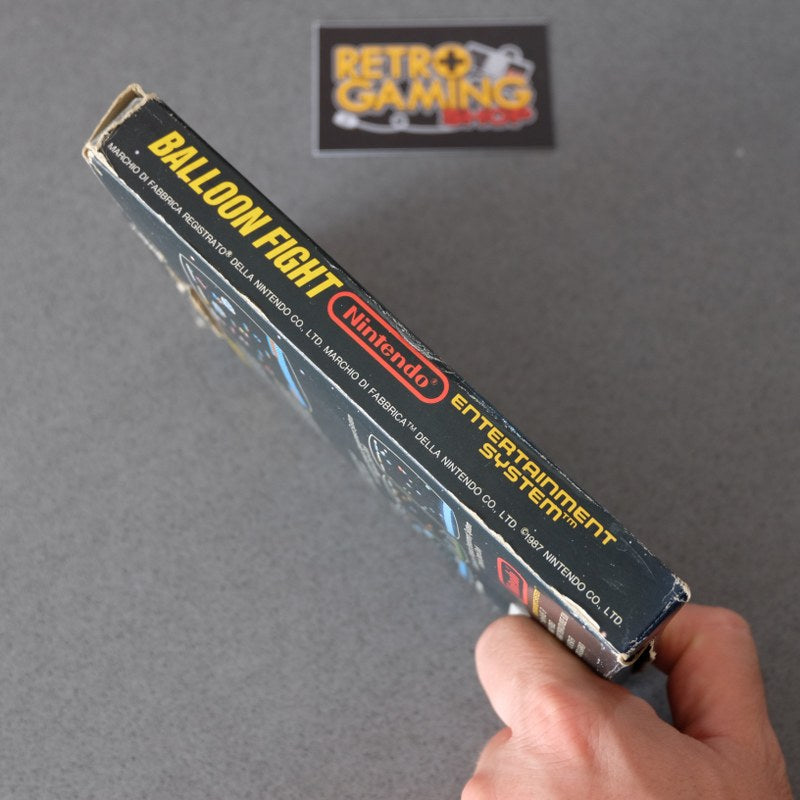 RETRO
GAMING
SHOP
BALLOON FIGHT
Nintendo®
ENTERTAINMENT
SYSTEM™
MARCHIO DI FABBRICA REGISTRATO® DELLA NINTENDO CO., LTD. MARCHIO DI FABBRICA™ DELLA NINTENDO CO., LTD. ©1987 NINTENDO CO., LTD.
Nintendo